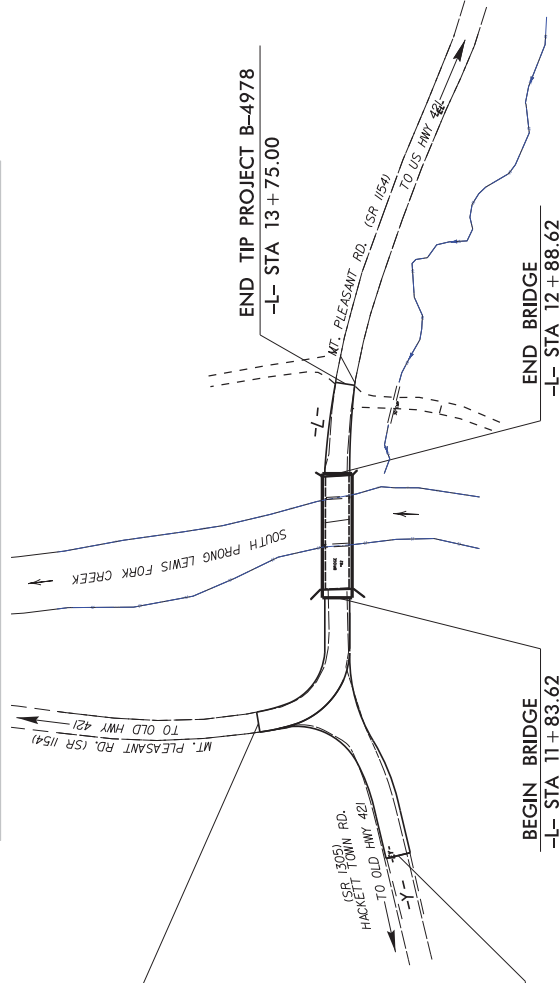 END TIP PROJECT B–4978
–L– STA 13 + 75.00
MT. PLEASANT RD. (SR 1154)
TO US HWY 421
–L–
END BRIDGE
–L– STA 12 + 88.62
SOUTH PRONG LEWIS FORK CREEK
MT. PLEASANT RD. (SR 1154)
TO OLD HWY 421
BEGIN BRIDGE
–L– STA 11 + 83.62
(SR 1305)
HACKETT TOWN RD.
TO OLD HWY 421
–Y–